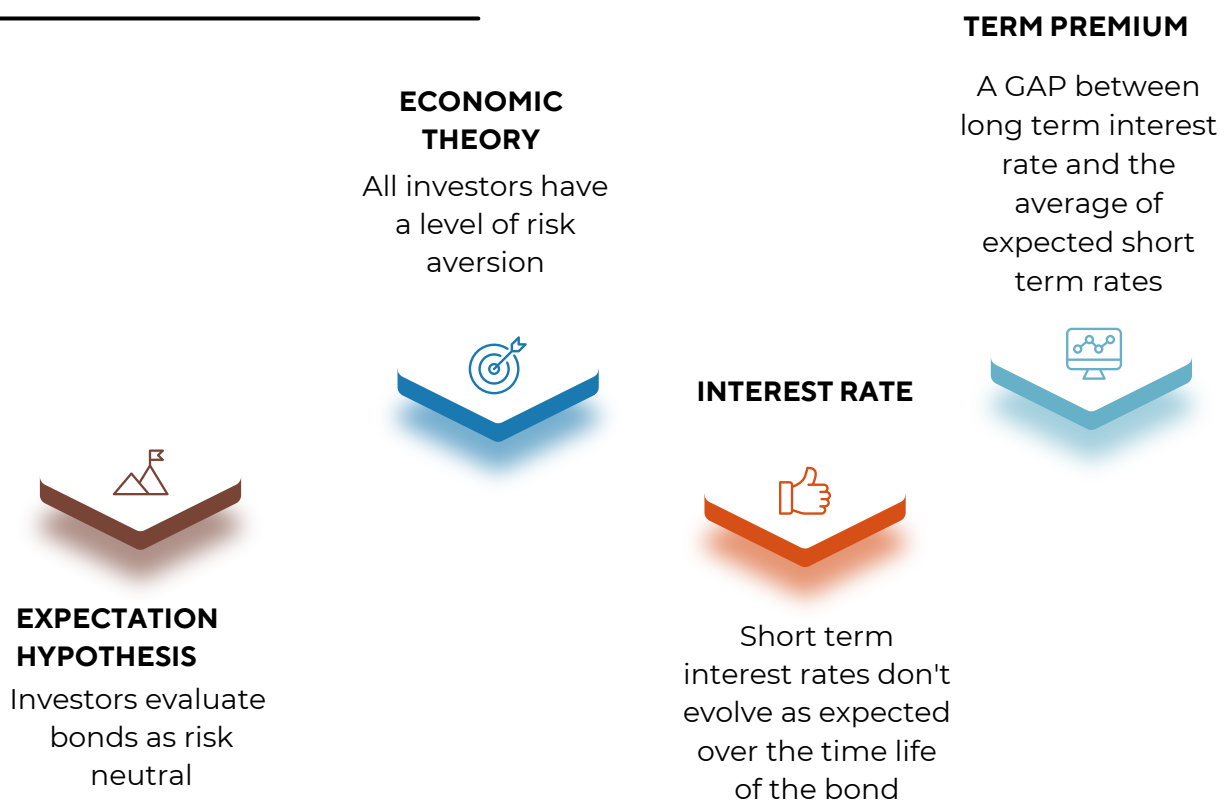 EXPECTATION
HYPOTHESIS
Investors evaluate
bonds as risk
neutral
ECONOMIC
THEORY
All investors have
a level of risk
aversion
INTEREST RATE
Short term
interest rates don't
evolve as expected
over the time life
of the bond
TERM PREMIUM
A GAP between
long term interest
rate and the
average of
expected short
term rates